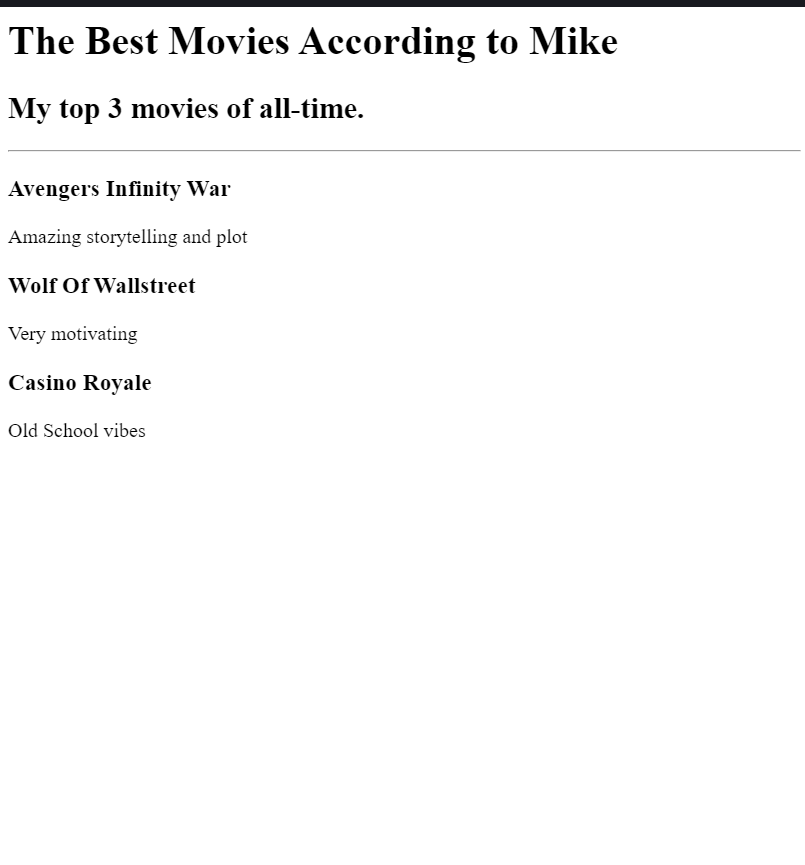 The Best Movies According to Mike
My top 3 movies of all-time.
Avengers Infinity War
Amazing storytelling and plot
Wolf Of Wallstreet
Very motivating
Casino Royale
Old School vibes